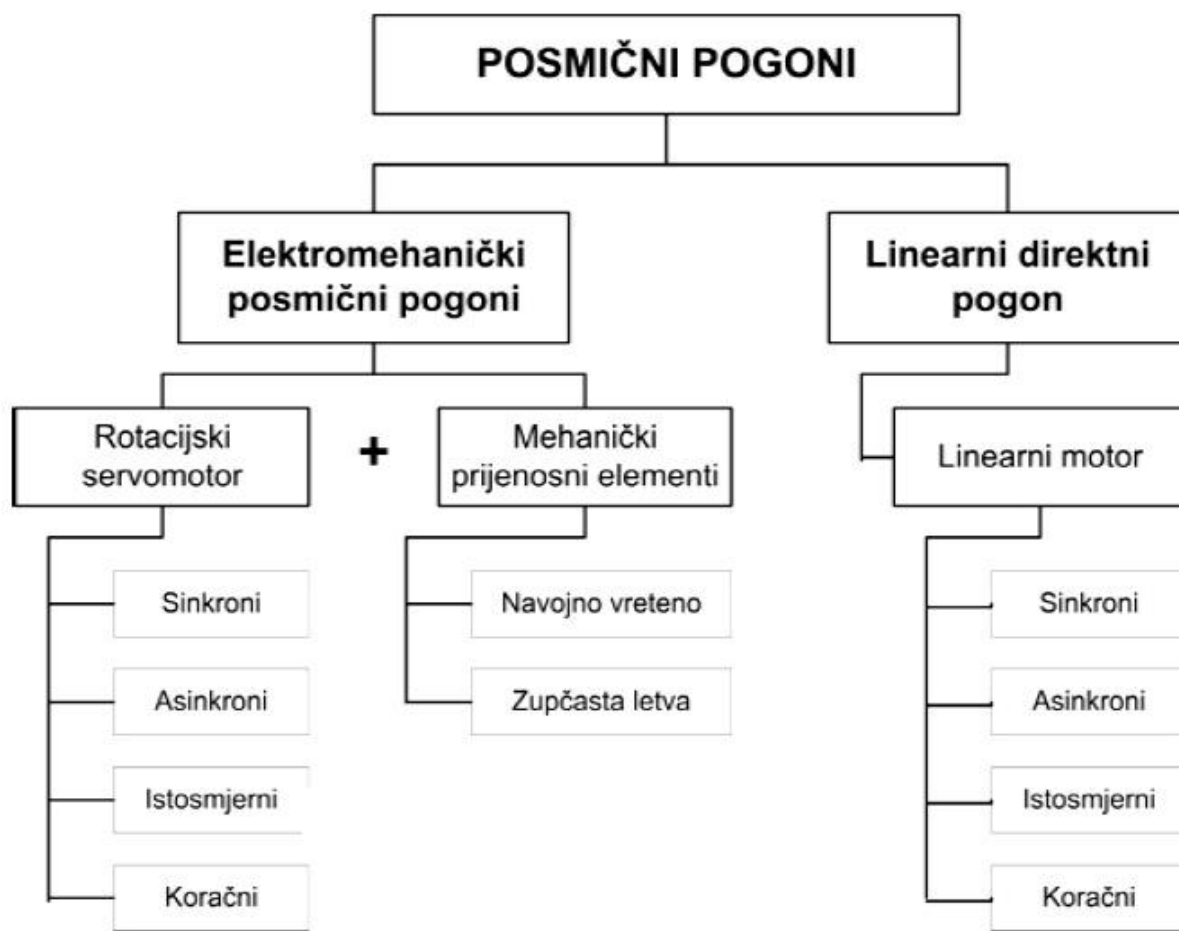 POSMIČNI POGONI
Elektromehanički
posmični pogoni
Linearni direktni
pogon
Rotacijski
servomotor
+
Mehanički
prijenosni elementi
Linearni motor
Sinkroni
Asinkroni
Istosmjerni
Koračni
Navojno vreteno
Zupčasta letva
Sinkroni
Asinkroni
Istosmjerni
Koračni